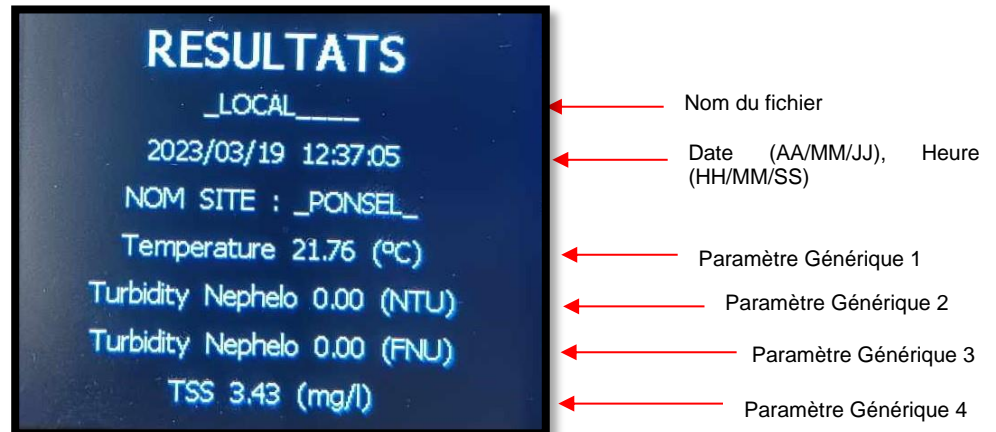 RESULTATS
_LOCAL____
2023/03/19 12:37:05
NOM SITE : _PONSEL_
Temperature 21.76 (ºC)
Turbidity Nephelo 0.00 (NTU)
Turbidity Nephelo 0.00 (FNU)
TSS 3.43 (mg/l)
Nom du fichier
Date (AA/MM/JJ), Heure
(HH/MM/SS)
Paramètre Générique 1
Paramètre Générique 2
Paramètre Générique 3
Paramètre Générique 4